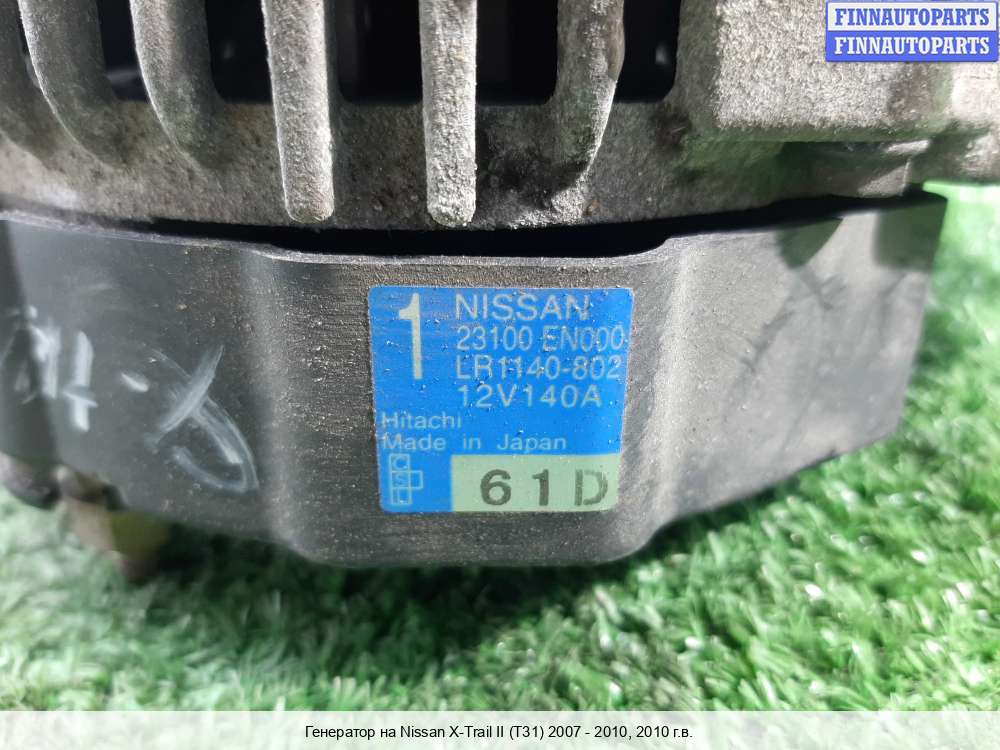 FINNAUTOPARTS
FINNAUTOPARTS
1 NISSAN
23100 EN000
LR1140-802
12V140A
Hitachi
Made in Japan
C
S
L
61D
Генератор на Nissan X-Trail II (T31) 2007 - 2010, 2010 г.в.